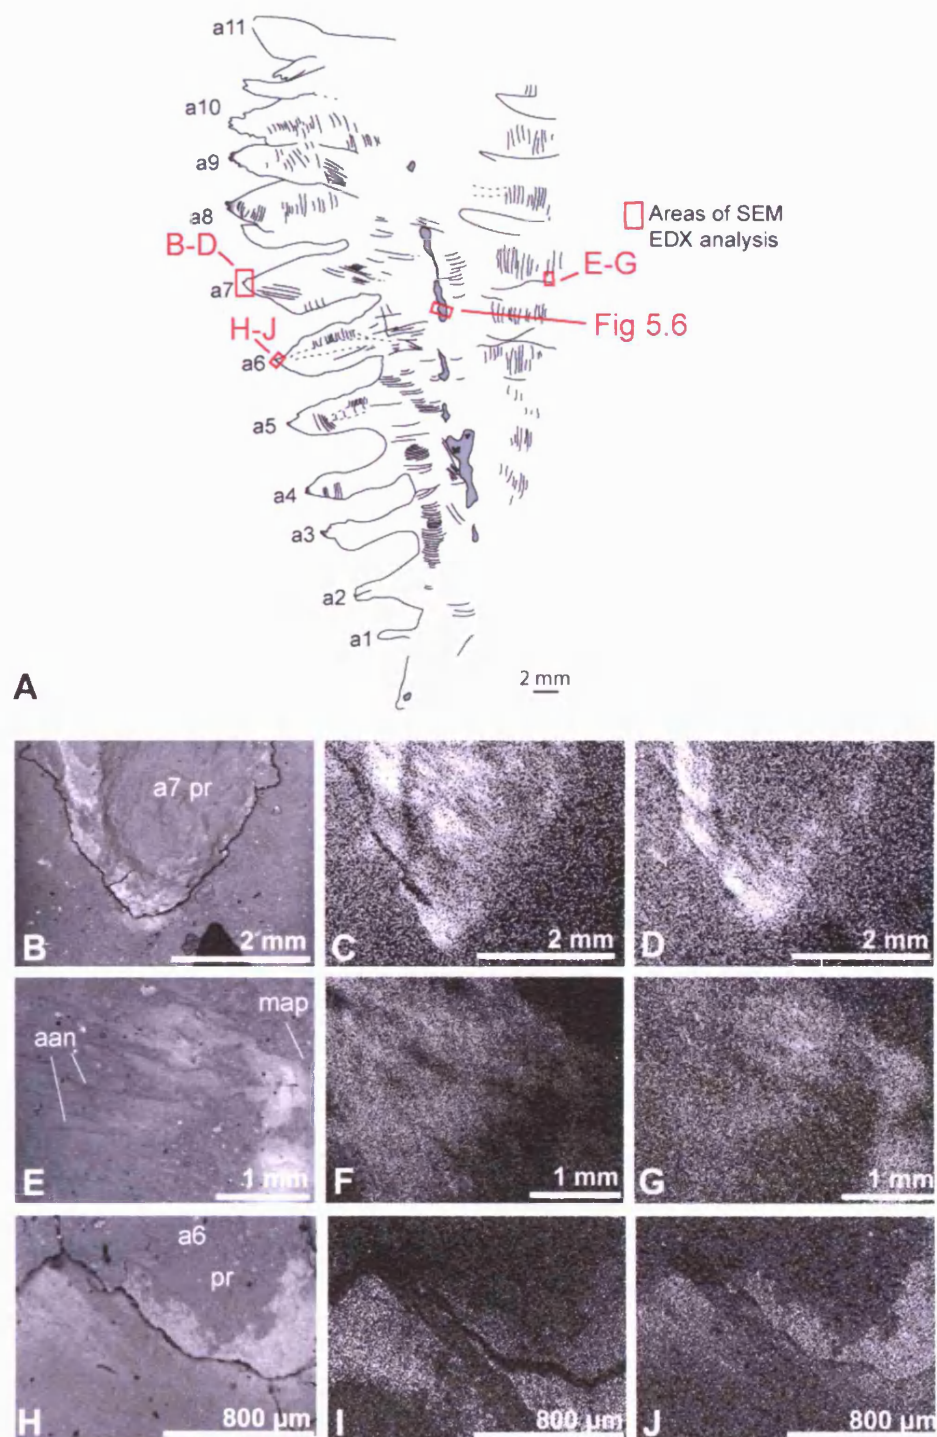 a11
a10
a9
a8
Areas of SEM
EDX analysis
B-D
E-G
a7
Fig 5.6
H-J
a6
a5
a4
a3
a2
a1
A
2 mm
a7 pr
B
2 mm
C
2 mm
D
2 mm
map
aan
E
1 mm
F
1 mm
G
1 mm
a6
pr
H
800 µm
I
800 µm
J
800 µm